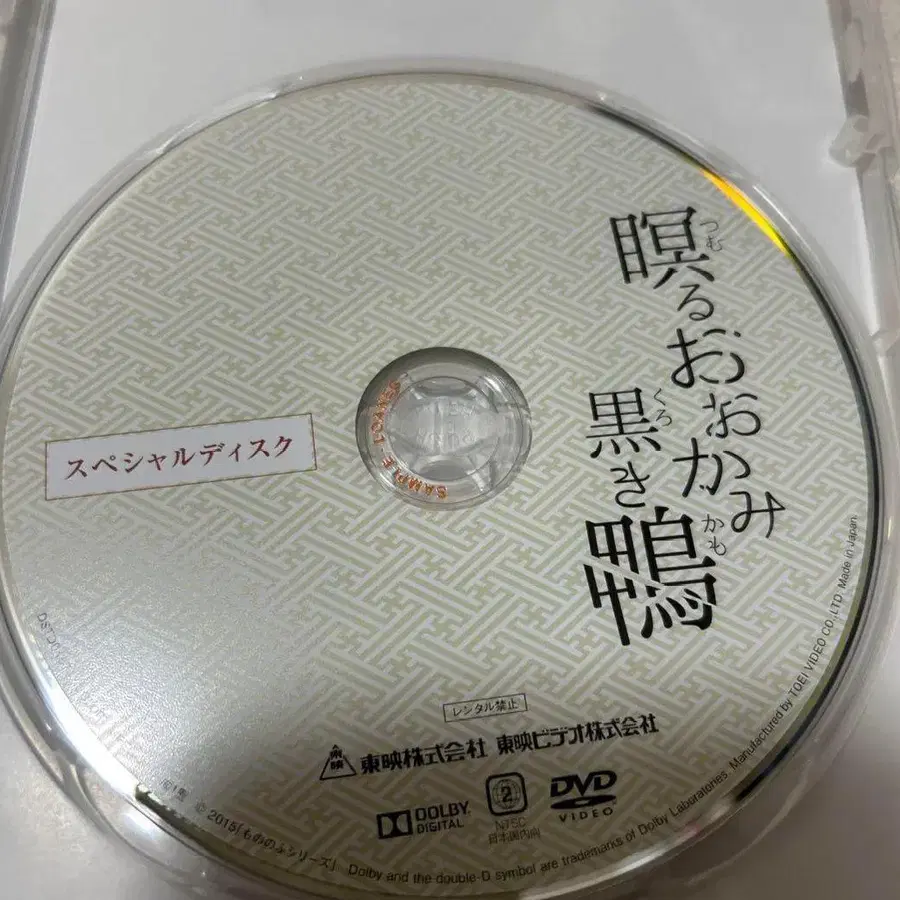 瞑るおおかみ
つむ
黒き鴨
くろ
かも
スペシャルディスク
SAMPLE LOANED
レンタル禁止
東映
東映株式会社 東映ビデオ株式会社
DOLBY
DIGITAL
2
NTSC
日本国内向
DVD
VIDEO
© 2015「もののふシリーズ」 Dolby and the double-D symbol are trademarks of Dolby Laboratories. Manufactured by TOEI VIDEO CO., LTD. Made in Japan